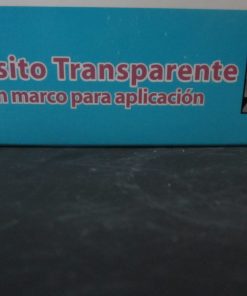 sito Transparente
n marco para aplicación